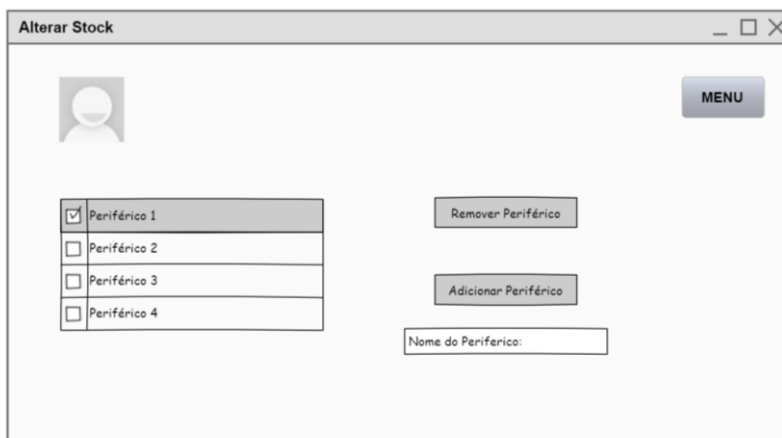 Alterar Stock
MENU
Periférico 1
Periférico 2
Periférico 3
Periférico 4
Remover Periférico
Adicionar Periférico
Nome do Periferico: